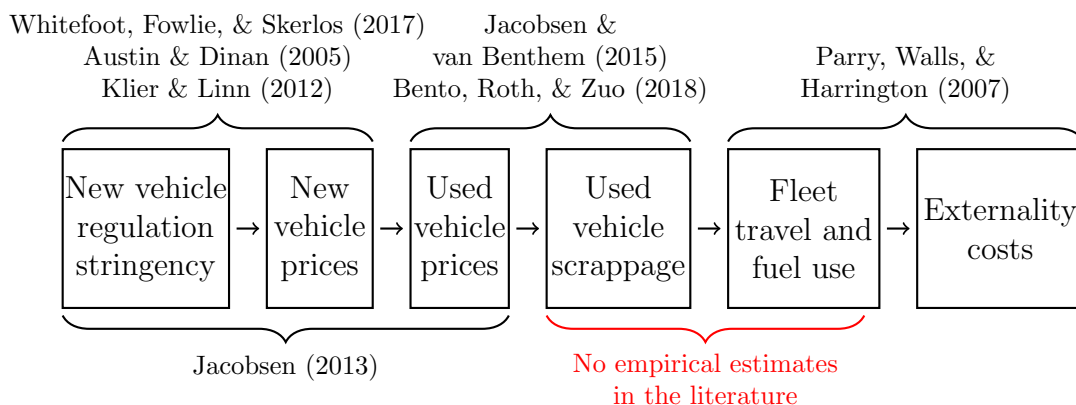 Whitefoot, Fowlie, & Skerlos (2017)
Austin & Dinan (2005)
Klier & Linn (2012)
Jacobsen &
van Benthem (2015)
Bento, Roth, & Zuo (2018)
Parry, Walls, &
Harrington (2007)
New vehicle
regulation
stringency
New
vehicle
prices
Used
vehicle
prices
Used
vehicle
scrappage
Fleet
travel and
fuel use
Externality
costs
Jacobsen (2013)
No empirical estimates
in the literature